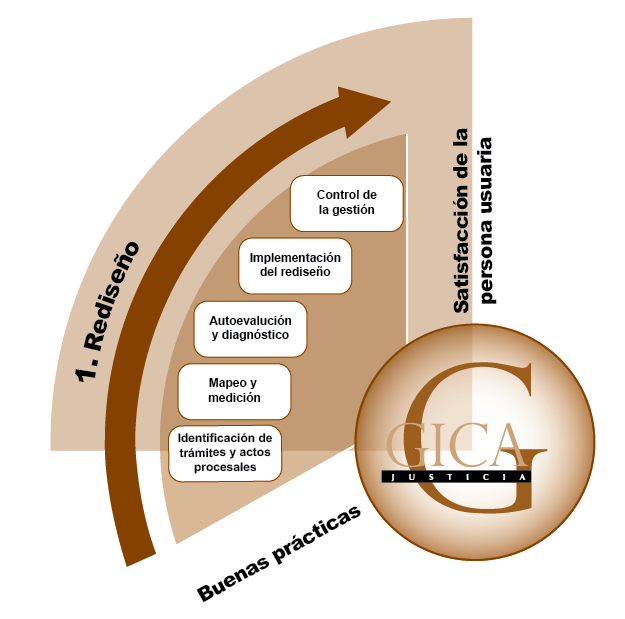 1. Rediseño
Satisfacción de la
persona usuaria
Control de
la gestión
Implementación
del rediseño
Autoevalución
y diagnóstico
Mapeo y
medición
Identificación de
trámites y actos
procesales
Buenas prácticas
G
GICA
JUSTICIA